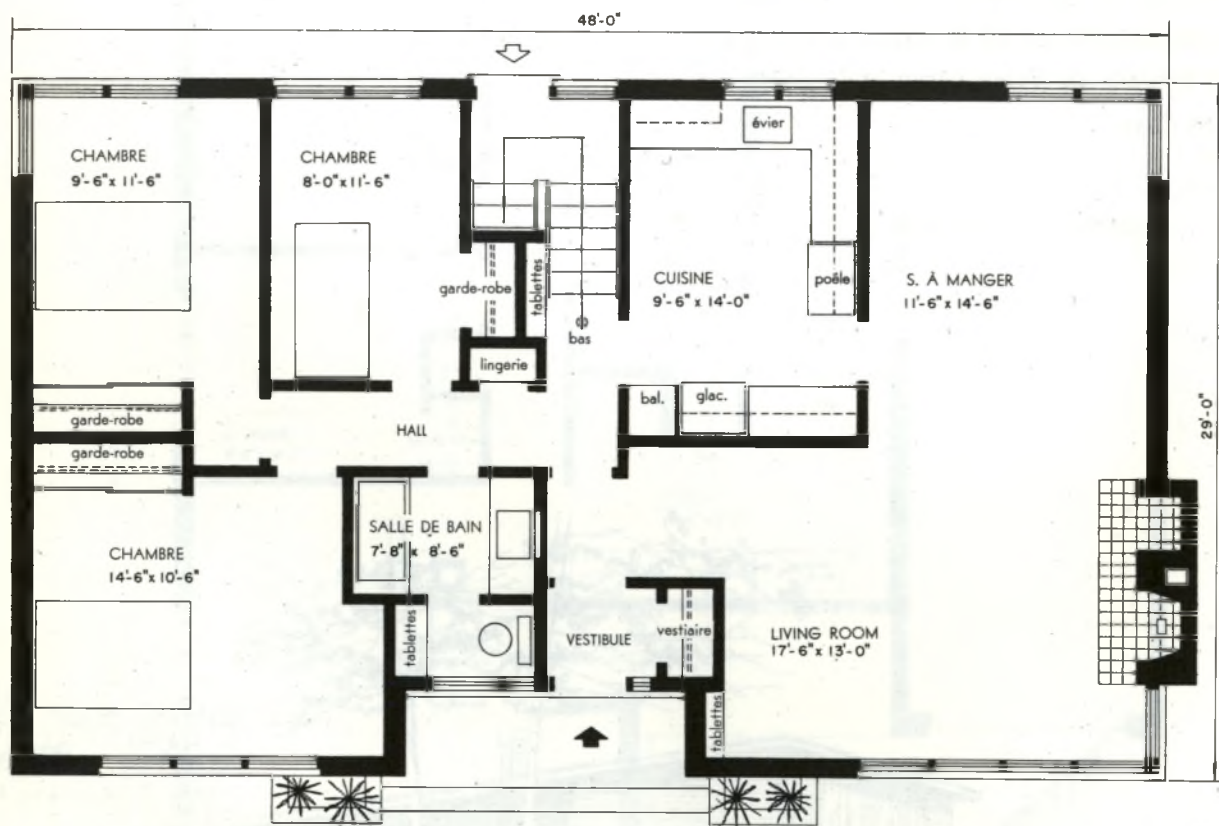 48'-0"
CHAMBRE
9'-6" x 11'-6"
CHAMBRE
8'-0" x 11'-6"
évier
garde-robe
tablettes
bas
lingerie
CUISINE
9'-6" x 14'-0"
poêle
S. À MANGER
11'-6" x 14'-6"
bal.
glac.
garde-robe
garde-robe
HALL
29'-0"
CHAMBRE
14'-6" x 10'-6"
SALLE DE BAIN
7'-8" x 8'-6"
tablettes
VESTIBULE
vestiaire
LIVING ROOM
17'-6" x 13'-0"
tablettes